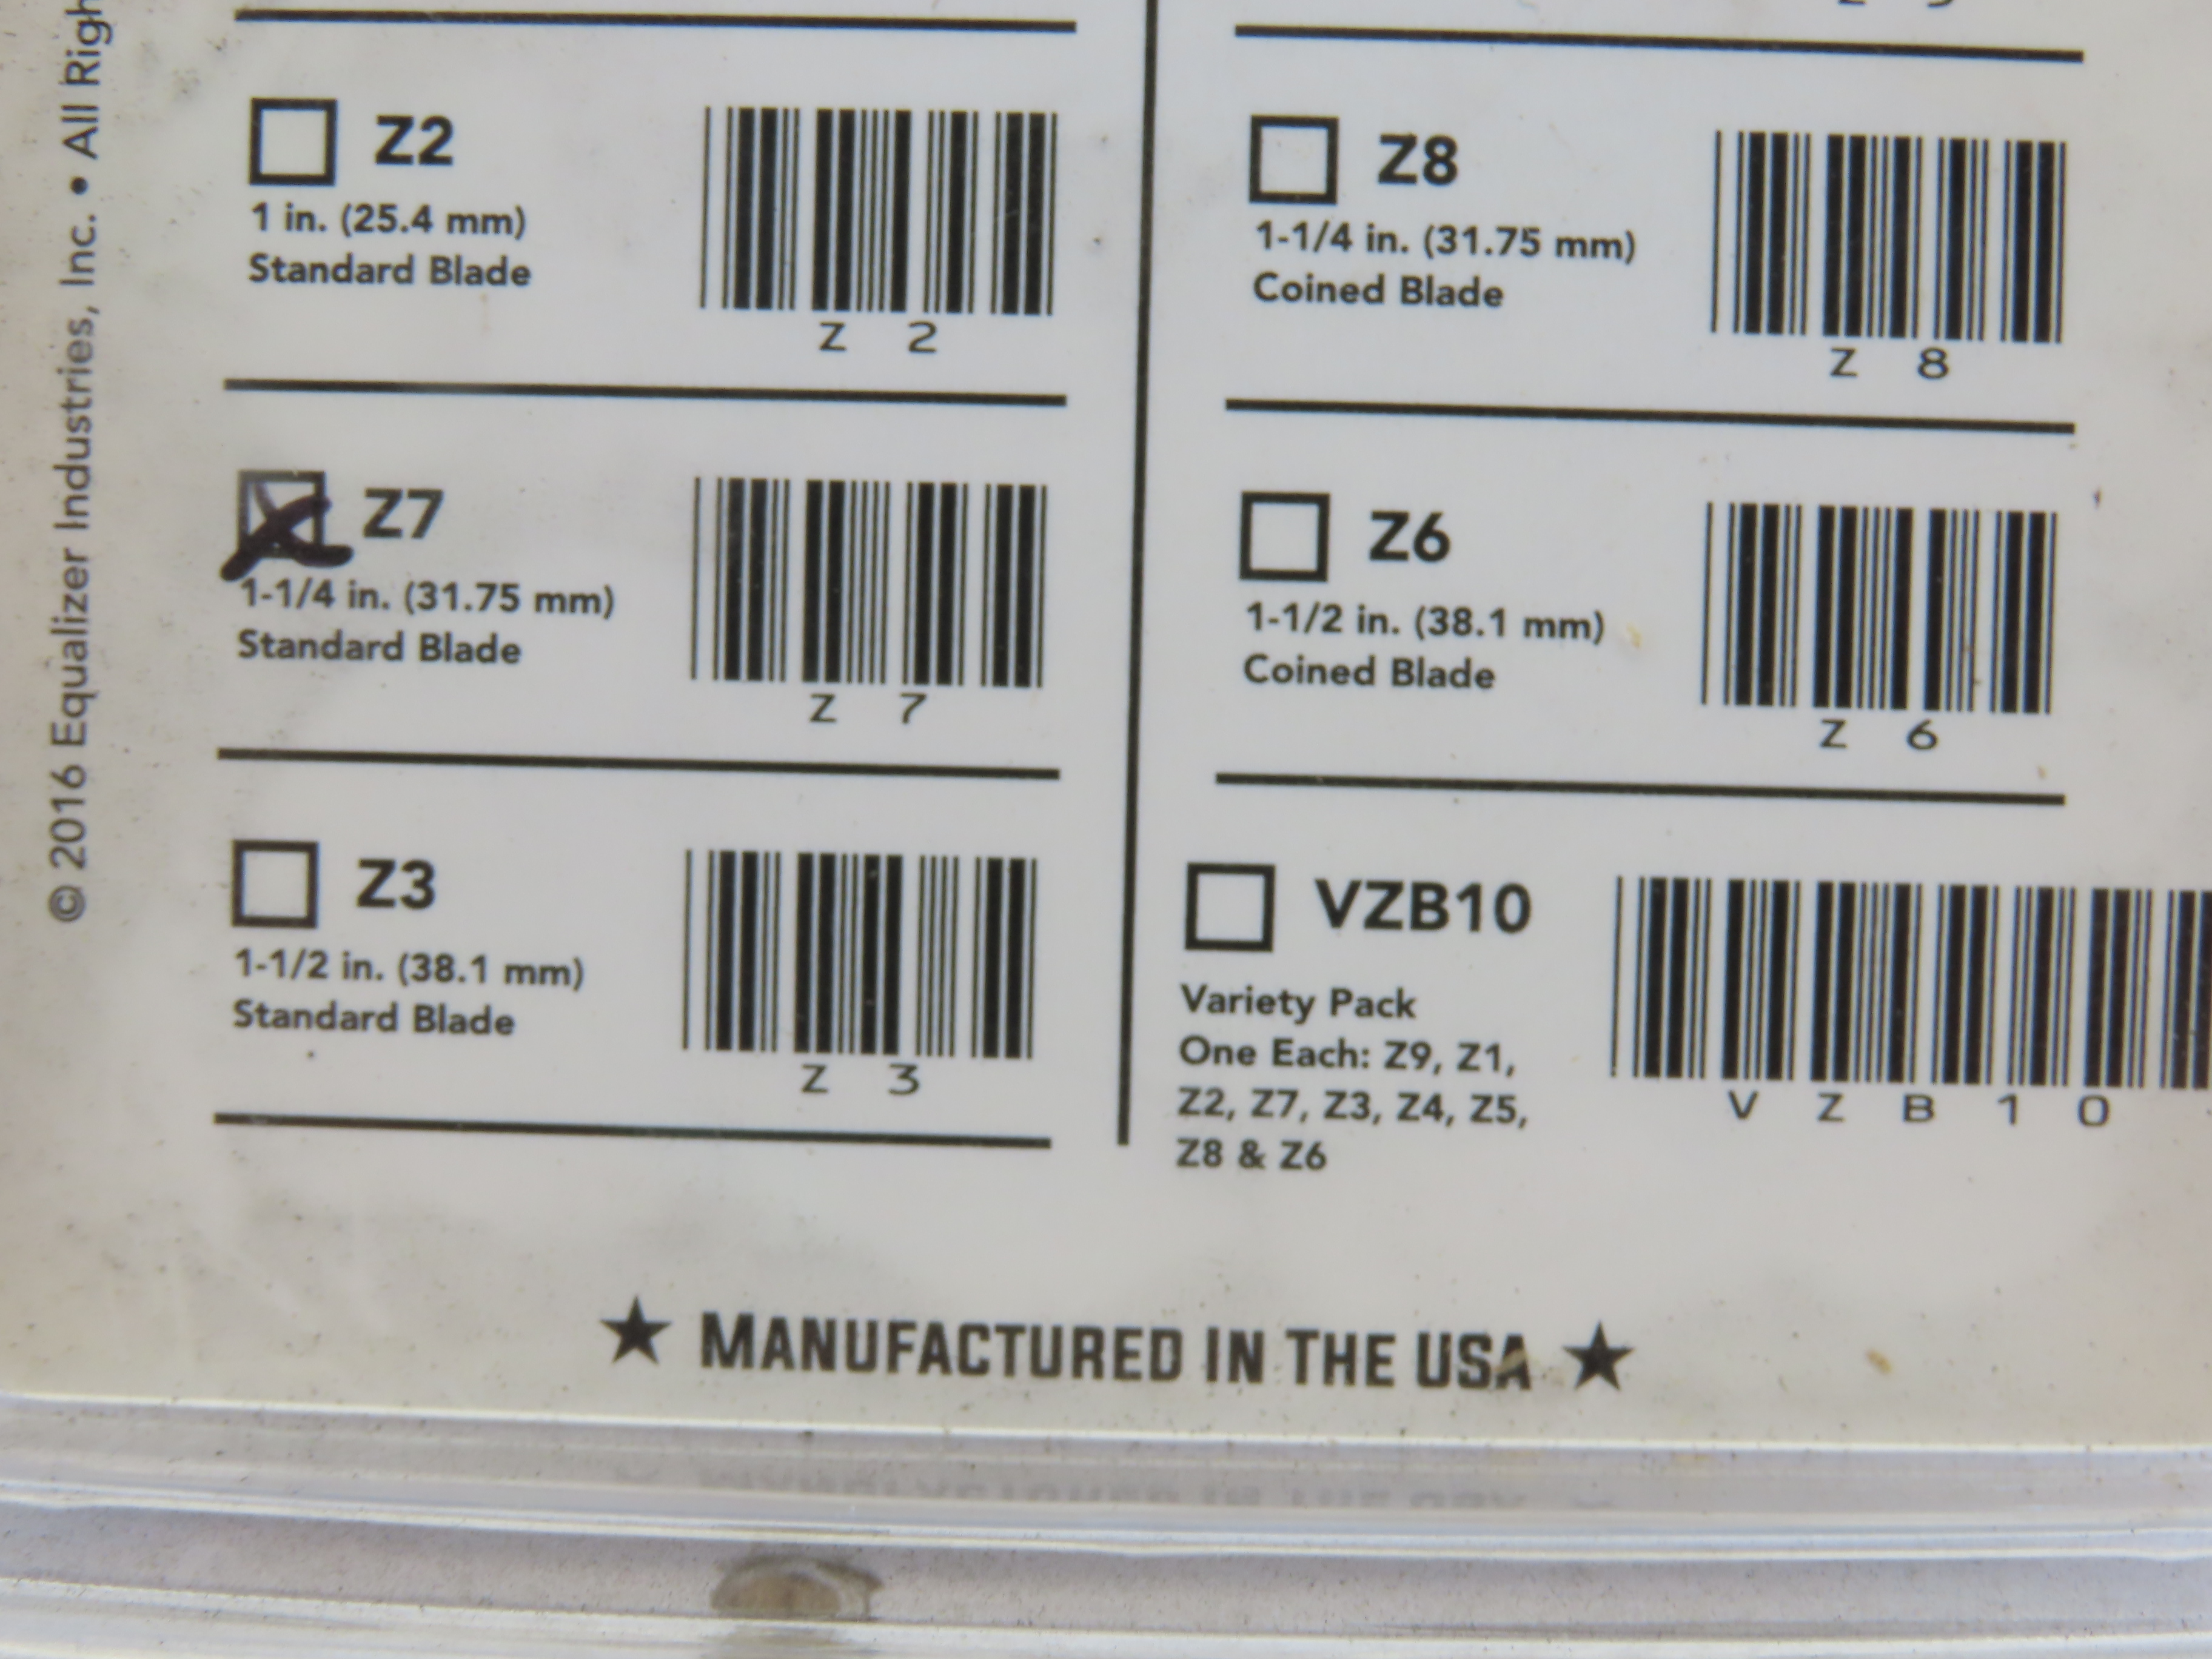 © 2016 Equalizer Industries, Inc. • All
Z2
1 in. (25.4 mm)
Standard Blade
Z 2
Z7
1-1/4 in. (31.75 mm)
Standard Blade
Z 7
Z3
1-1/2 in. (38.1 mm)
Standard Blade
Z 3
Z8
1-1/4 in. (31.75 mm)
Coined Blade
Z 8
Z6
1-1/2 in. (38.1 mm)
Coined Blade
Z 6
VZB10
Variety Pack
One Each: Z9, Z1,
Z2, Z7, Z3, Z4, Z5,
Z8 & Z6
V Z B 1 0
★ MANUFACTURED IN THE USA ★